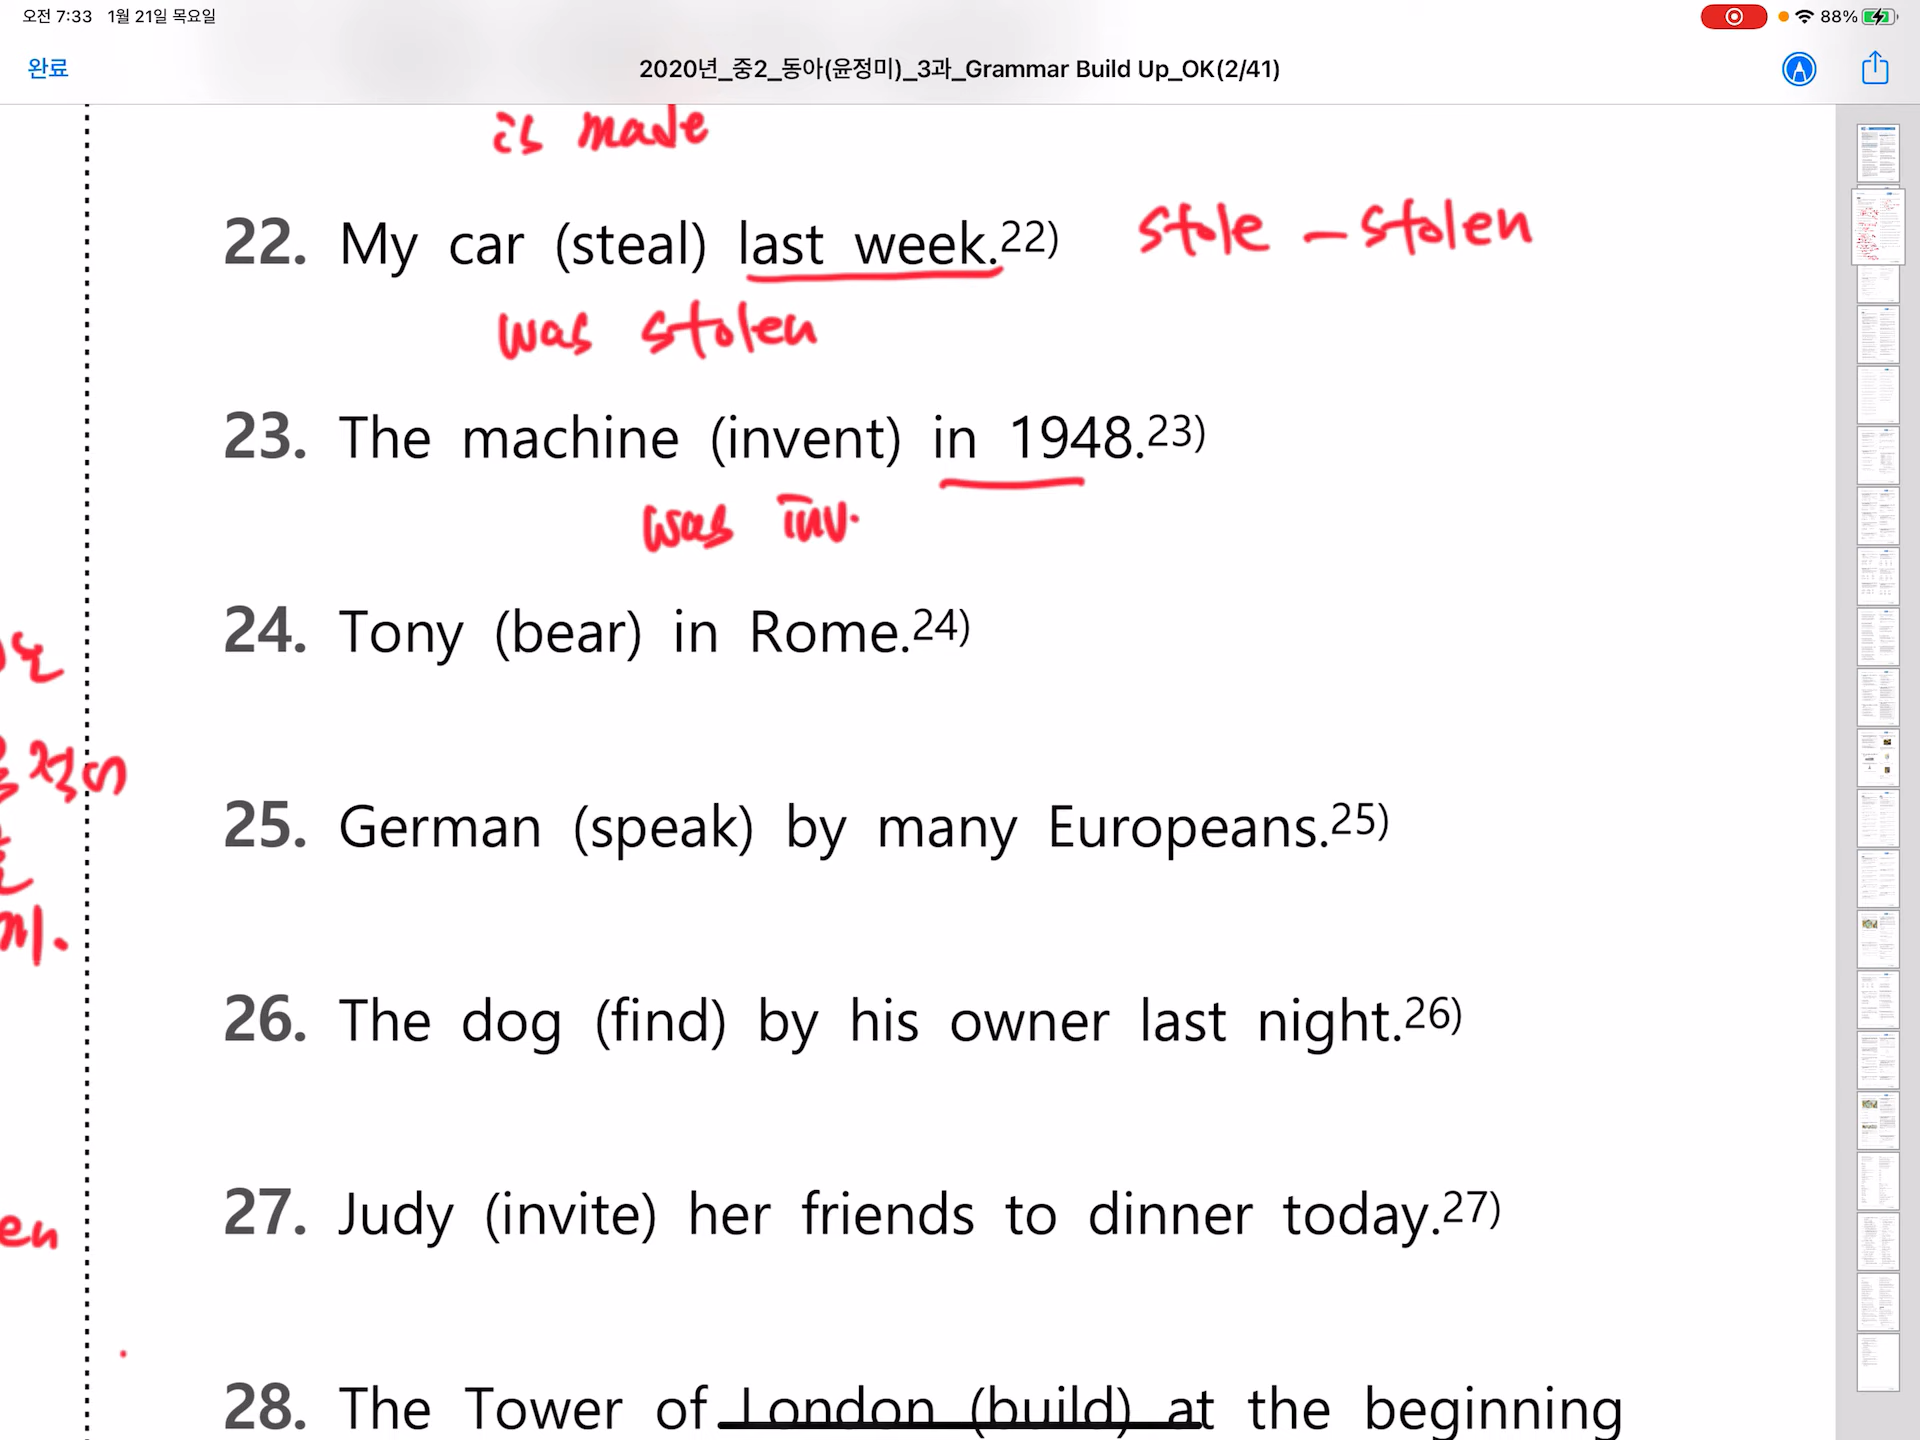 오전 7:33 1월 21일 목요일
88%
완료
2020년_중2_동아(윤정미)_3과_Grammar Build Up_OK(2/41)
is made
22. My car (steal) last week.22) stole - stolen
was stolen
23. The machine (invent) in 1948.23)
was inv.
24. Tony (bear) in Rome.24)
25. German (speak) by many Europeans.25)
26. The dog (find) by his owner last night.26)
27. Judy (invite) her friends to dinner today.27)
en
28. The Tower of London (build) at the beginning